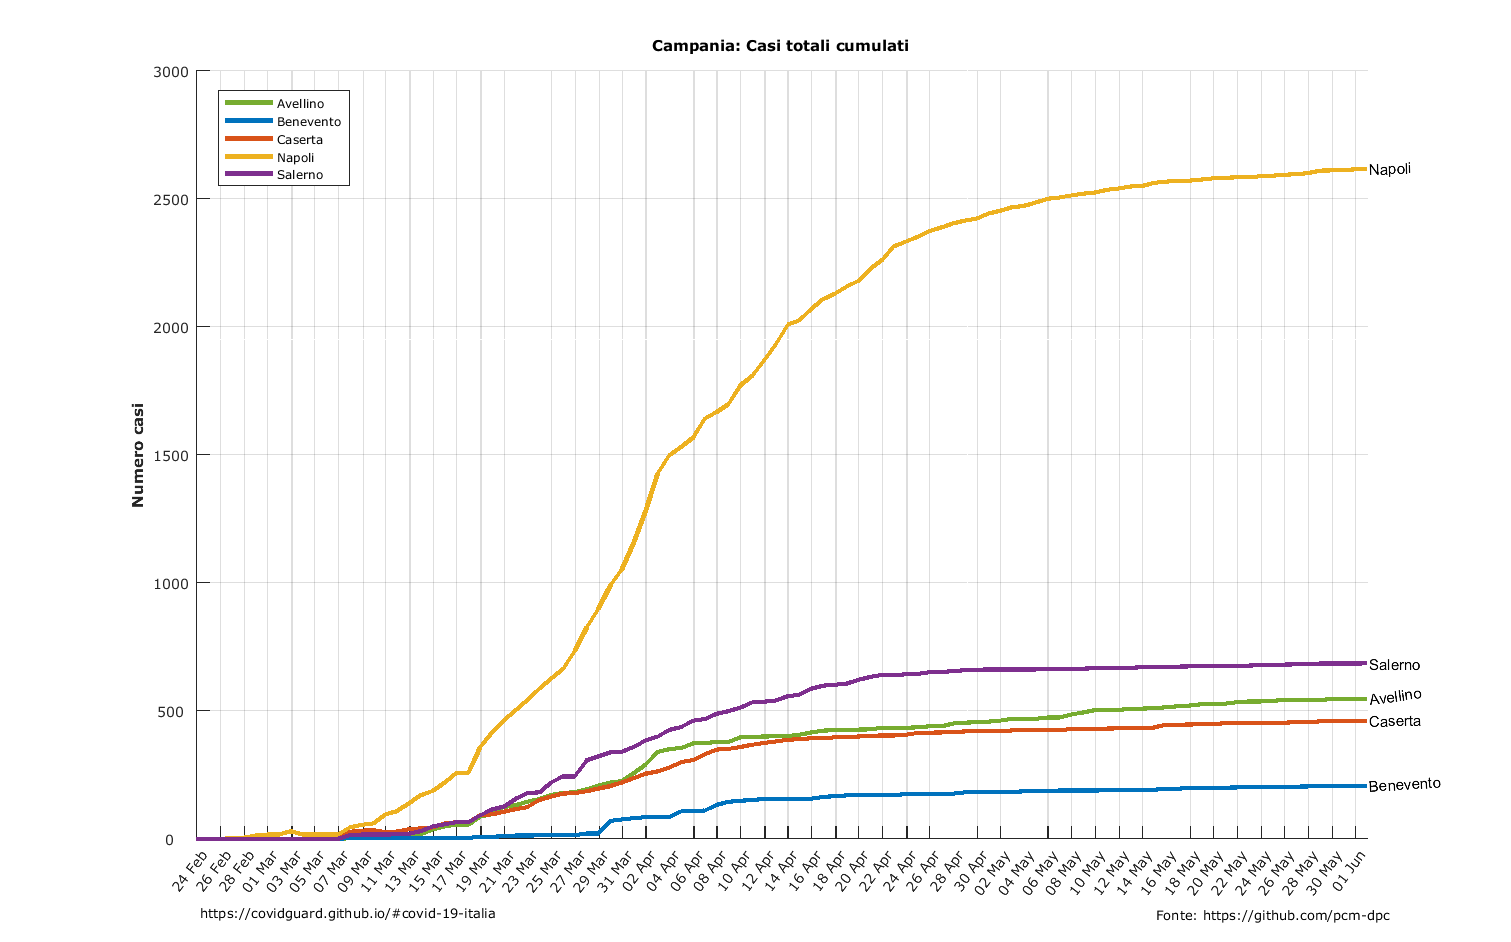 Campania: Casi totali cumulati
3000
2500
2000
1500
1000
500
0
Numero casi
Avellino
Benevento
Caserta
Napoli
Salerno
Napoli
Salerno
Avellino
Caserta
Benevento
24 Feb
26 Feb
28 Feb
01 Mar
03 Mar
05 Mar
07 Mar
09 Mar
11 Mar
13 Mar
15 Mar
17 Mar
19 Mar
21 Mar
23 Mar
25 Mar
27 Mar
29 Mar
31 Mar
02 Apr
04 Apr
06 Apr
08 Apr
10 Apr
12 Apr
14 Apr
16 Apr
18 Apr
20 Apr
22 Apr
24 Apr
26 Apr
28 Apr
30 Apr
02 May
04 May
06 May
08 May
10 May
12 May
14 May
16 May
18 May
20 May
22 May
24 May
26 May
28 May
30 May
01 Jun
https://covidguard.github.io/#covid-19-italia
Fonte: https://github.com/pcm-dpc